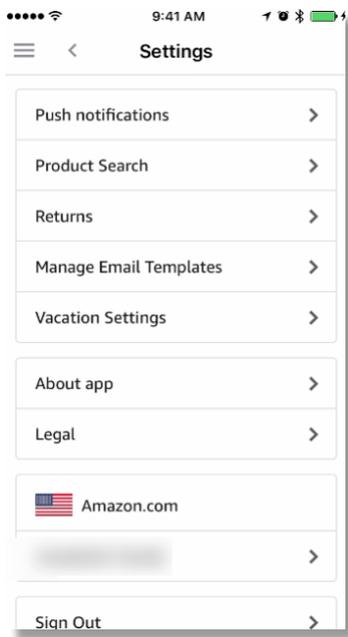 9:41 AM
Settings
Push notifications
Product Search
Returns
Manage Email Templates
Vacation Settings
About app
Legal
Amazon.com
Sign Out